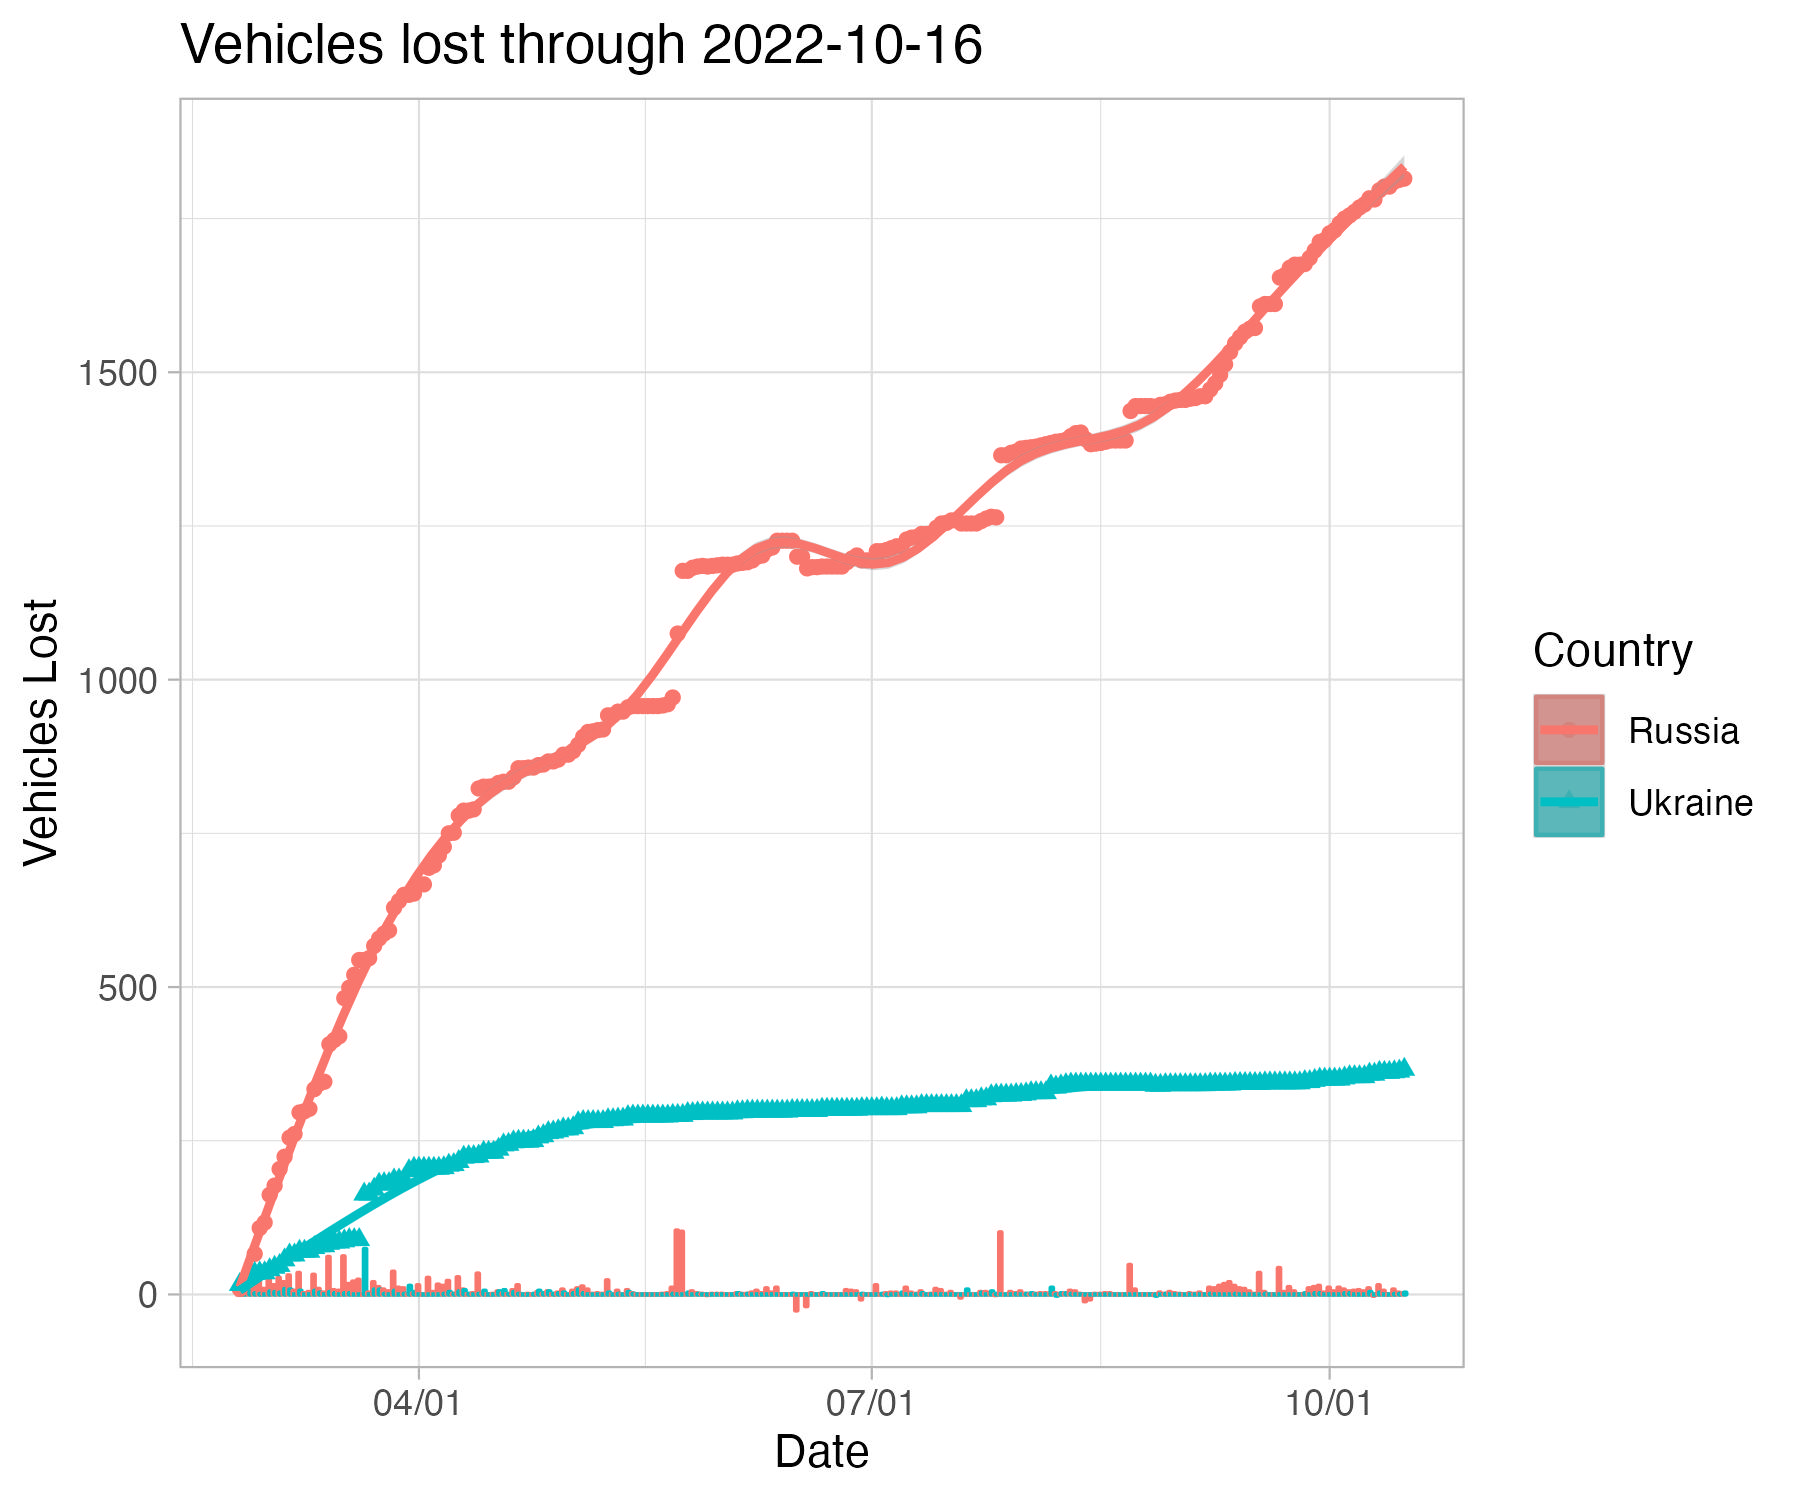 Vehicles lost through 2022-10-16
Vehicles Lost
1500
1000
500
0
04/01
07/01
10/01
Date
Country
Russia
Ukraine